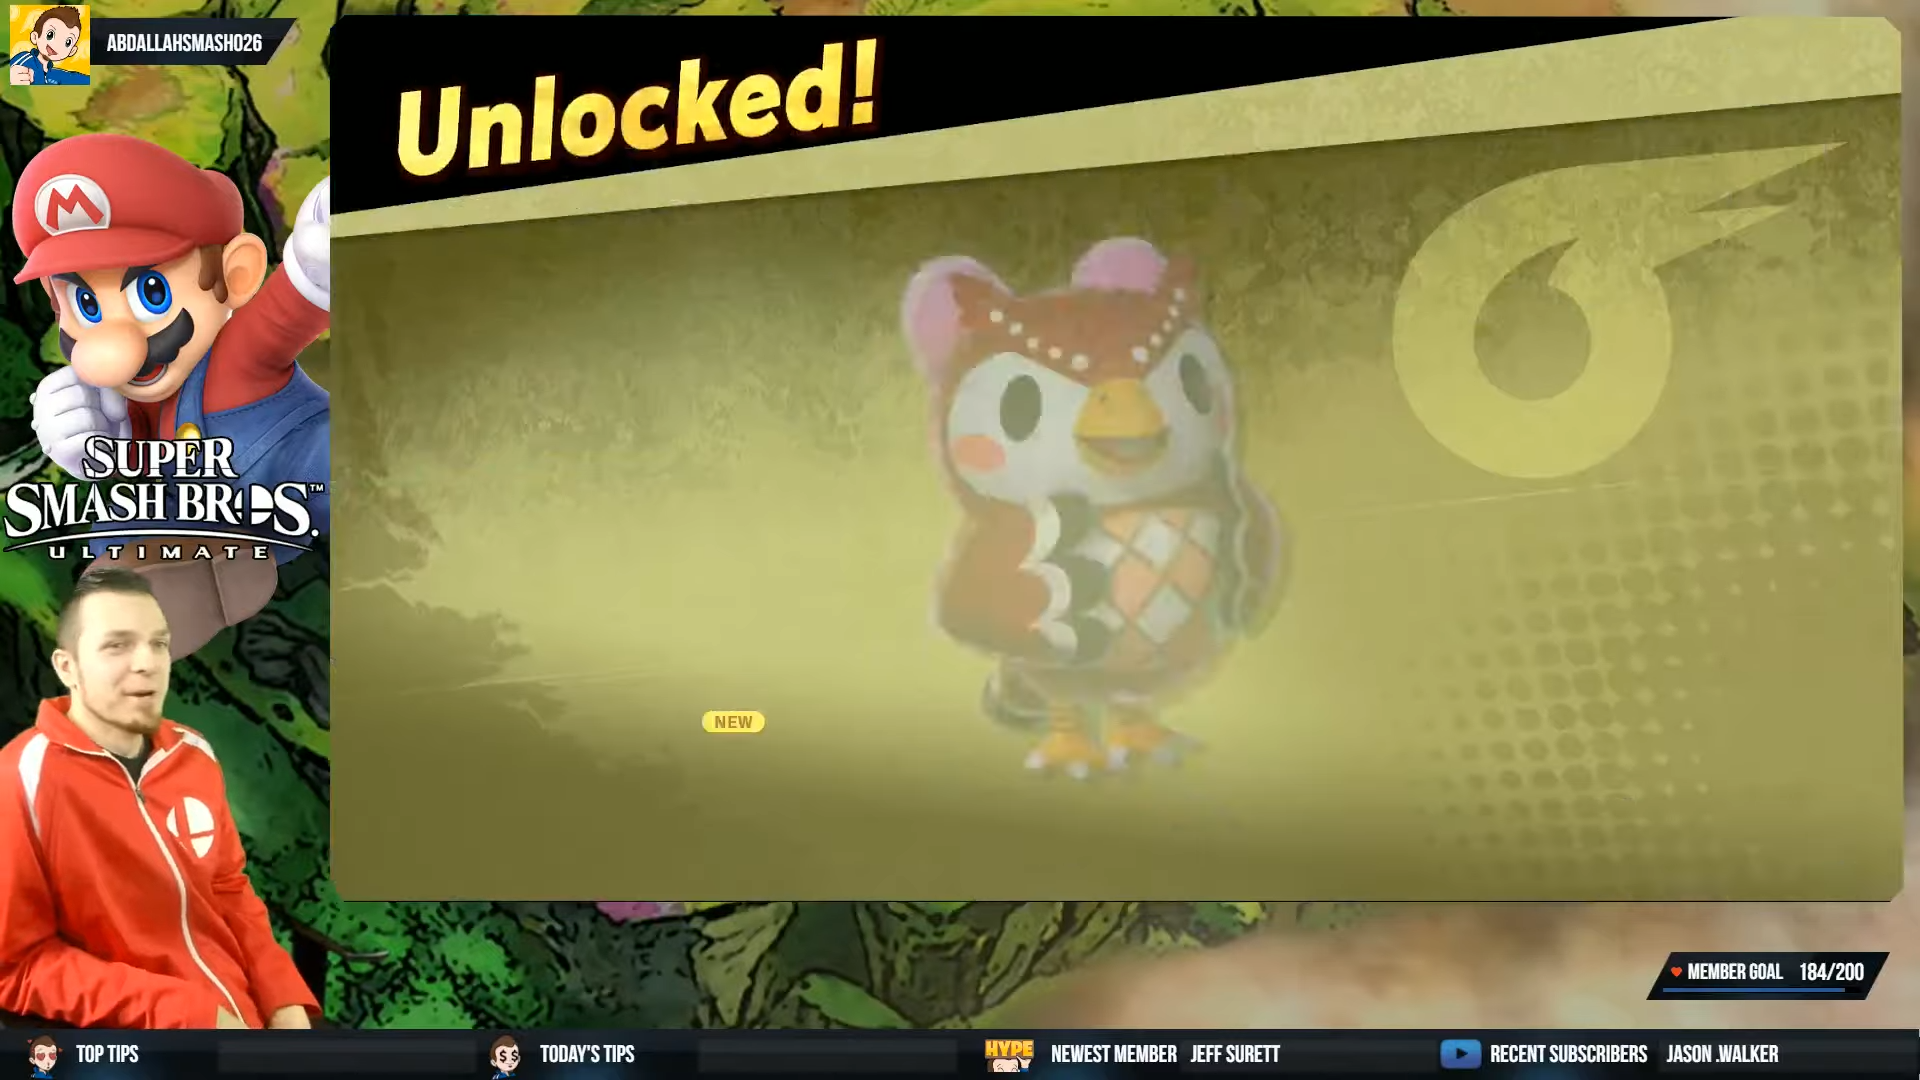 ABDALLAHSMASH026
Unlocked!
M
SUPER
SMASH BROS.™
ULTIMATE
NEW
MEMBER GOAL 184/200
TOP TIPS
TODAY'S TIPS
HYPE
NEWEST MEMBER JEFF SURETT
RECENT SUBSCRIBERS JASON .WALKER